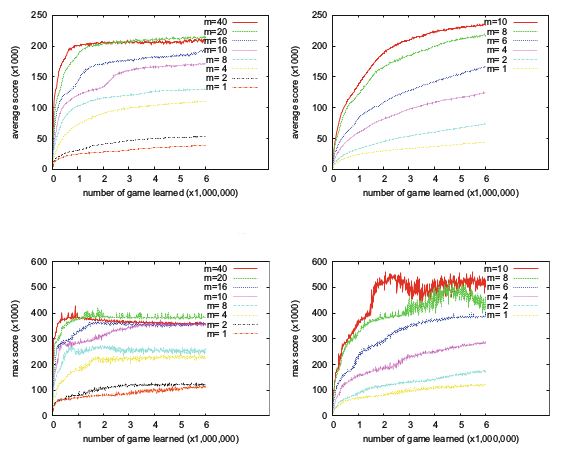 250
200
150
100
50
0
average score (x1000)
0 1 2 3 4 5 6
number of game learned (x1,000,000)
m=40
m=20
m=16
m=10
m= 8
m= 4
m= 2
m= 1
250
200
150
100
50
0
average score (x1000)
0 1 2 3 4 5 6
number of game learned (x1,000,000)
m=10
m= 8
m= 6
m= 4
m= 2
m= 1
600
500
400
300
200
100
0
max score (x1000)
0 1 2 3 4 5 6
number of game learned (x1,000,000)
m=40
m=20
m=16
m=10
m= 8
m= 4
m= 2
m= 1
600
500
400
300
200
100
0
max score (x1000)
0 1 2 3 4 5 6
number of game learned (x1,000,000)
m=10
m= 8
m= 6
m= 4
m= 2
m= 1